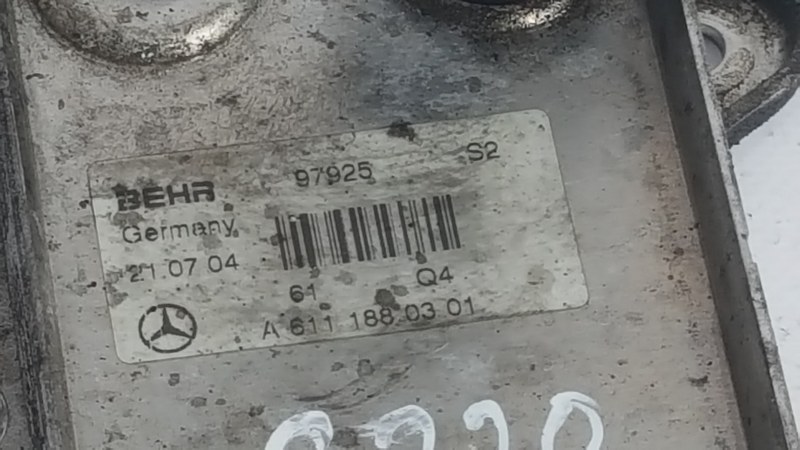 97925 S2
BEHR
Germany
21.07 04
61 Q4
A 611 188 03 01